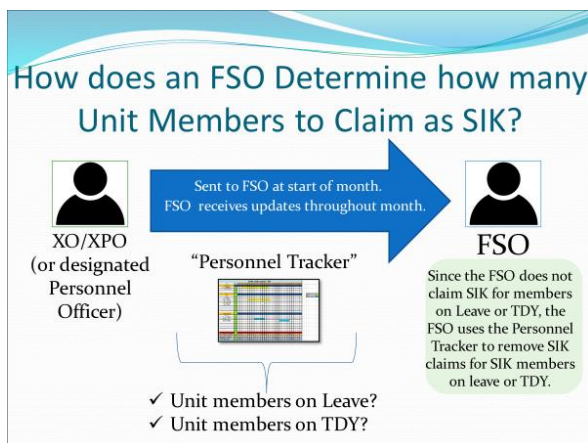 How does an FSO Determine how many
Unit Members to Claim as SIK?
Sent to FSO at start of month.
FSO receives updates throughout month.
XO/XPO
(or designated
Personnel
Officer)
“Personnel Tracker”
✓ Unit members on Leave?
✓ Unit members on TDY?
FSO
Since the FSO does not
claim SIK for members
on Leave or TDY, the
FSO uses the Personnel
Tracker to remove SIK
claims for SIK members
on leave or TDY.